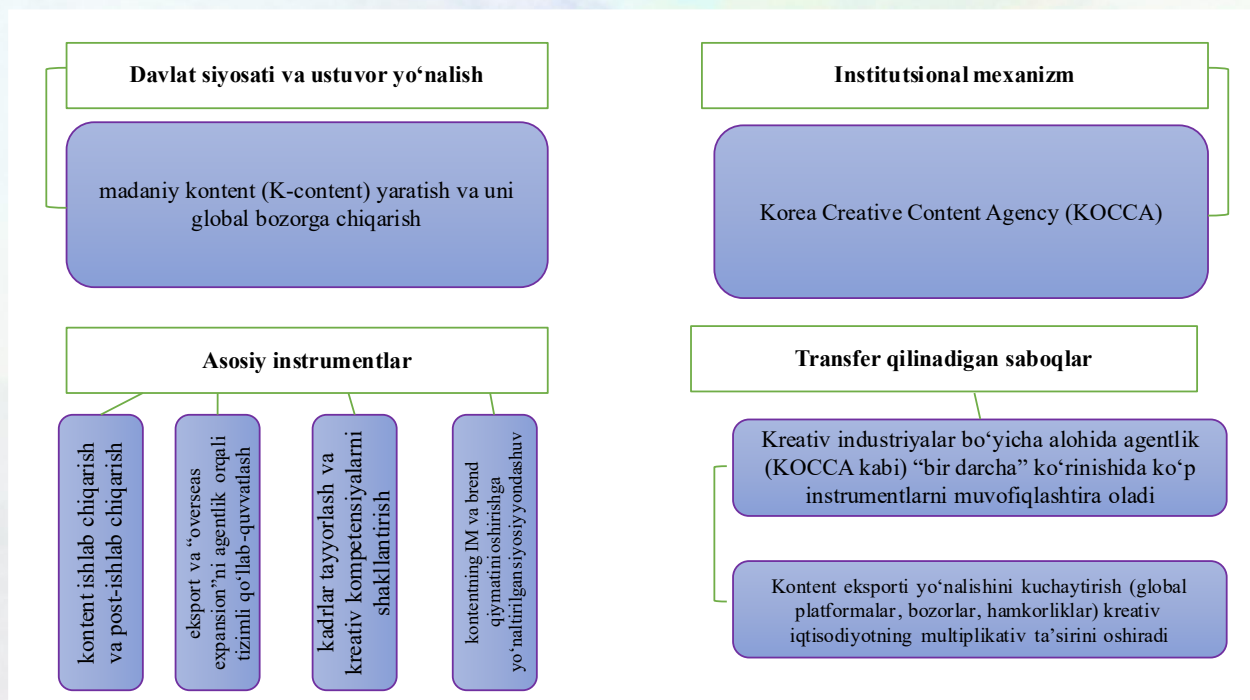 Davlat siyosati va ustuvor yo‘nalish
madaniy kontent (K-content) yaratish va uni
global bozorga chiqarish
Institutsional mexanizm
Korea Creative Content Agency (KOCCA)
Asosiy instrumentlar
kontent ishlab chiqarish
va post-ishlab chiqarish
eksport va “overseas
expansion”ni agentlik orqali
tizimli qo‘llab-quvvatlash
kadrlar tayyorlash va
kreativ kompetensiyalarni
shakllantirish
kontentning IM va brend
qiymatini oshirishga
yo‘naltirilgan siyosiy yondashuv
Transfer qilinadigan saboqlar
Kreativ industriyalar bo‘yicha alohida agentlik
(KOCCA kabi) “bir darcha” ko‘rinishida ko‘p
instrumentlarni muvofiqlashtira oladi
Kontent eksporti yo‘nalishini kuchaytirish (global
platformalar, bozorlar, hamkorliklar) kreativ
iqtisodiyotning multiplikativ ta’sirini oshiradi